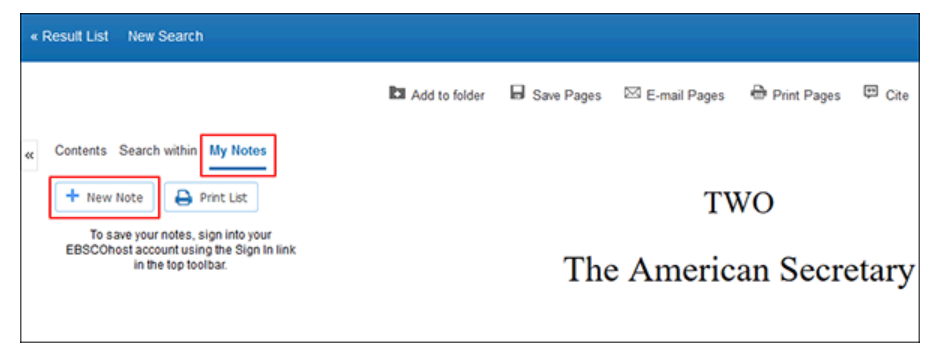 « Result List New Search
Add to folder Save Pages E-mail Pages Print Pages Cite
« Contents Search within My Notes
+ New Note Print List
To save your notes, sign into your
EBSCOhost account using the Sign In link
in the top toolbar.
TWO
The American Secretary